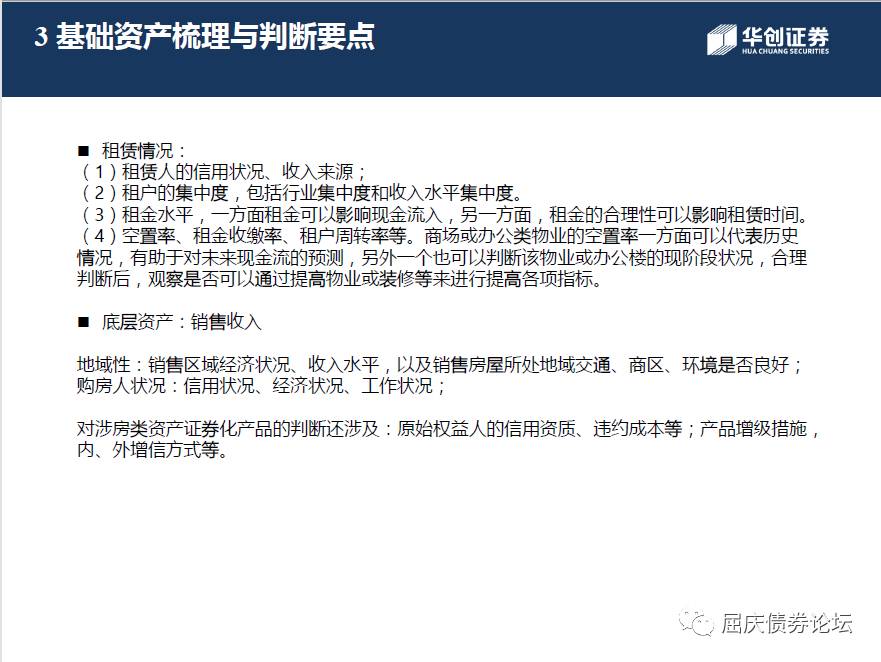 3 基础资产梳理与判断要点
华创证券
HUA CHUANG SECURITIES
■ 租赁情况：
（1）租赁人的信用状况、收入来源；
（2）租户的集中度，包括行业集中度和收入水平集中度。
（3）租金水平，一方面租金可以影响现金流入，另一方面，租金的合理性可以影响租赁时间。
（4）空置率、租金收缴率、租户周转率等。商场或办公类物业的空置率一方面可以代表历史
情况，有助于对未来现金流的预测，另外一个也可以判断该物业或办公楼的现阶段状况，合理
判断后，观察是否可以通过提高物业或装修等来进行提高各项指标。
■ 底层资产：销售收入
地域性：销售区域经济状况、收入水平，以及销售房屋所处地域交通、商区、环境是否良好；
购房人状况：信用状况、经济状况、工作状况；
对涉房类资产证券化产品的判断还涉及：原始权益人的信用资质、违约成本等；产品增级措施，
内、外增信方式等。
屈庆债券论坛